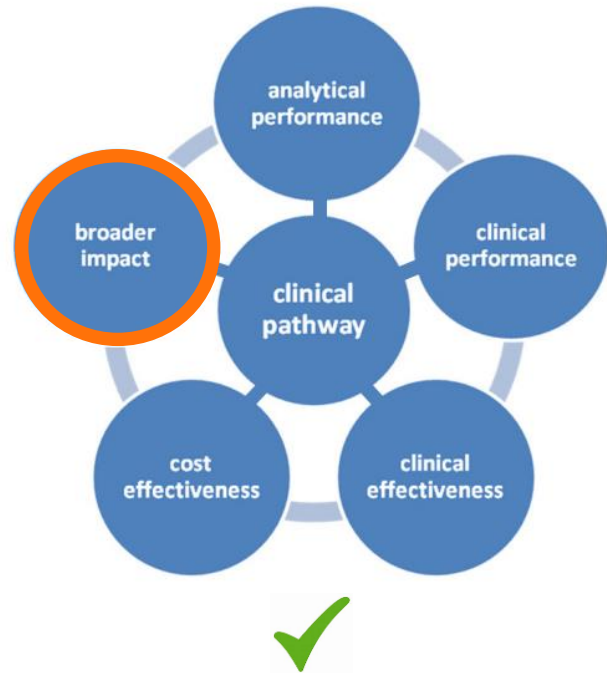 analytical
performance
broader
impact
clinical
performance
clinical
pathway
cost
effectiveness
clinical
effectiveness